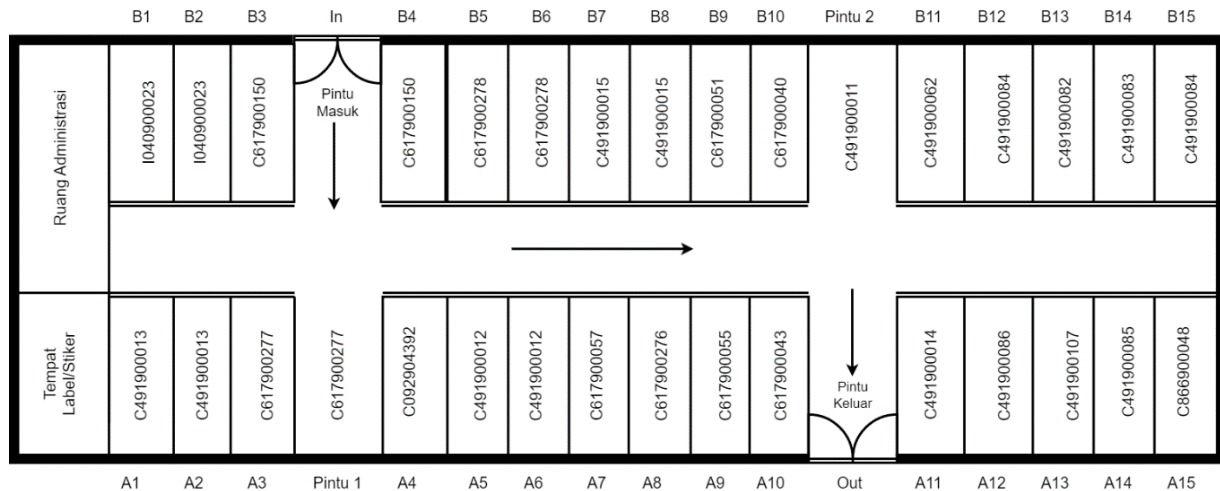 B1 B2 B3 In B4 B5 B6 B7 B8 B9 B10 Pintu 2 B11 B12 B13 B14 B15
Ruang Administrasi
I040900023
I040900023
C617900150
Pintu
Masuk
C617900150
C617900278
C617900278
C491900015
C491900015
C617900051
C617900040
C491900011
C491900062
C491900084
C491900082
C491900083
C491900084
Tempat
Label/Stiker
C491900013
C491900013
C617900277
C617900277
C092904392
C491900012
C491900012
C617900057
C617900276
C617900055
C617900043
Pintu
Keluar
C491900014
C491900086
C491900107
C491900085
C866900048
A1 A2 A3 Pintu 1 A4 A5 A6 A7 A8 A9 A10 Out A11 A12 A13 A14 A15